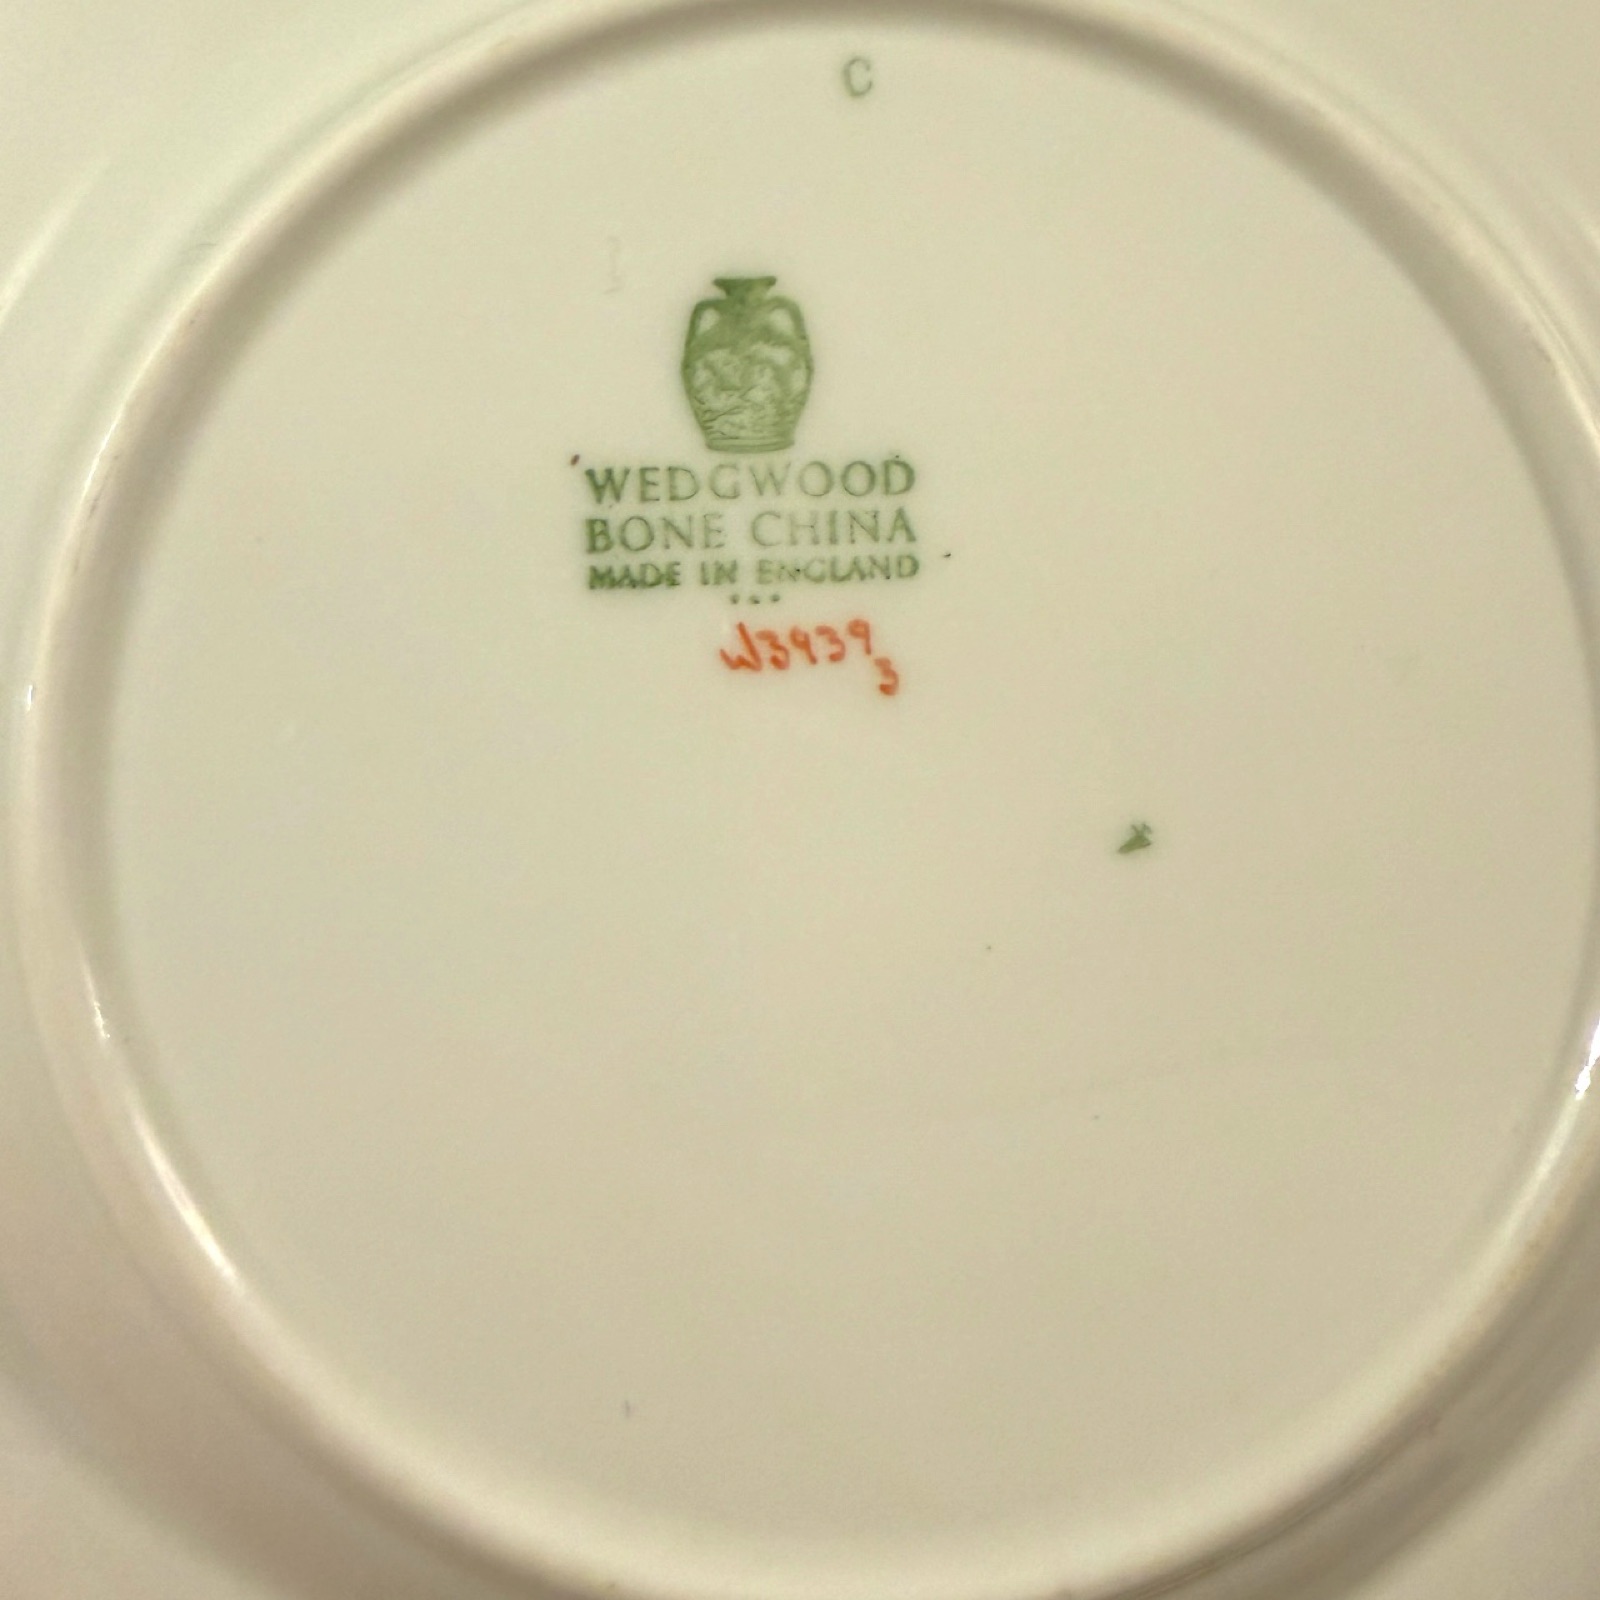 C
WEDGWOOD
BONE CHINA
MADE IN ENGLAND
W3939
3